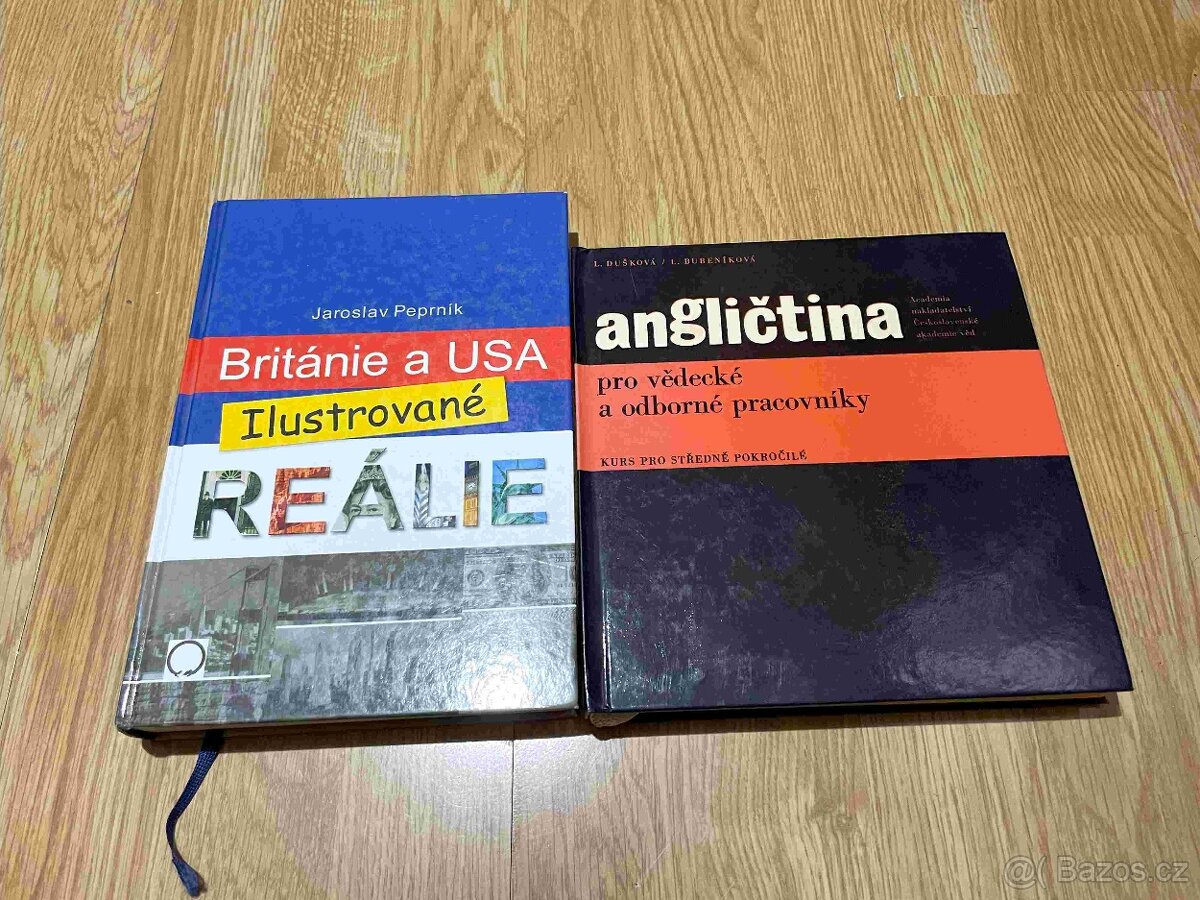 Jaroslav Peprník
Británie a USA
Ilustrované
REÁLIE
L. DUŠKOVÁ / L. BUBENÍKOVÁ
angličtina
Academia
nakladatelství
Československé
akademie věd
pro vědecké
a odborné pracovníky
KURS PRO STŘEDNĚ POKROČILÉ
Bazos.cz